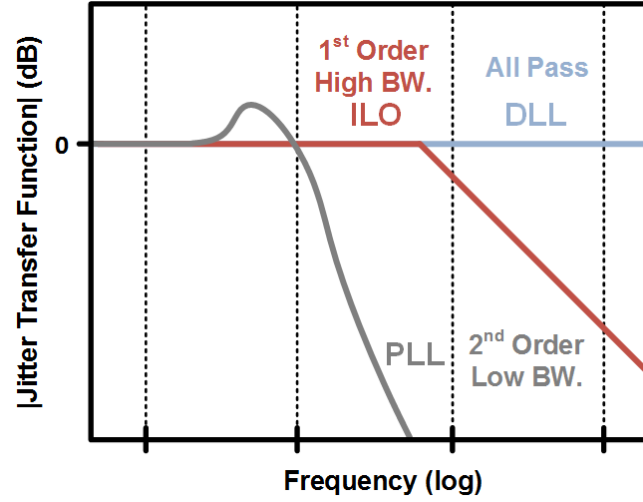 |Jitter Transfer Function| (dB)
0
1st Order
High BW.
ILO
All Pass
DLL
PLL
2nd Order
Low BW.
Frequency (log)